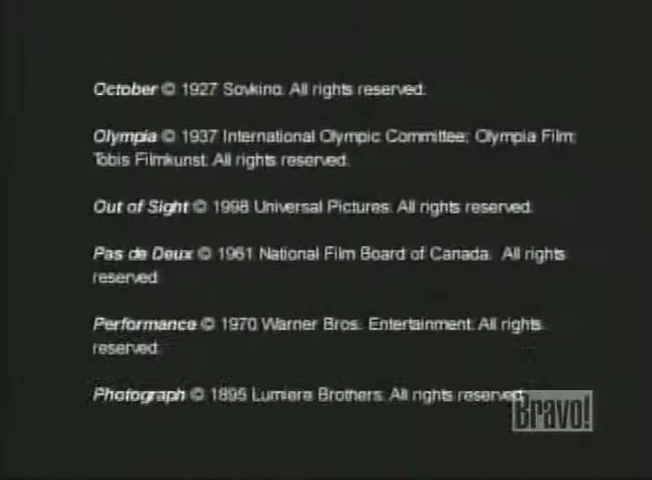 October © 1927 Sovkino. All rights reserved.
Olympia © 1937 International Olympic Committee; Olympia Film;
Tobis Filmkunst. All rights reserved.
Out of Sight © 1998 Universal Pictures. All rights reserved.
Pas de Deux © 1961 National Film Board of Canada. All rights
reserved.
Performance © 1970 Warner Bros. Entertainment. All rights
reserved.
Photograph © 1895 Lumiere Brothers. All rights reserved.
Bravo!